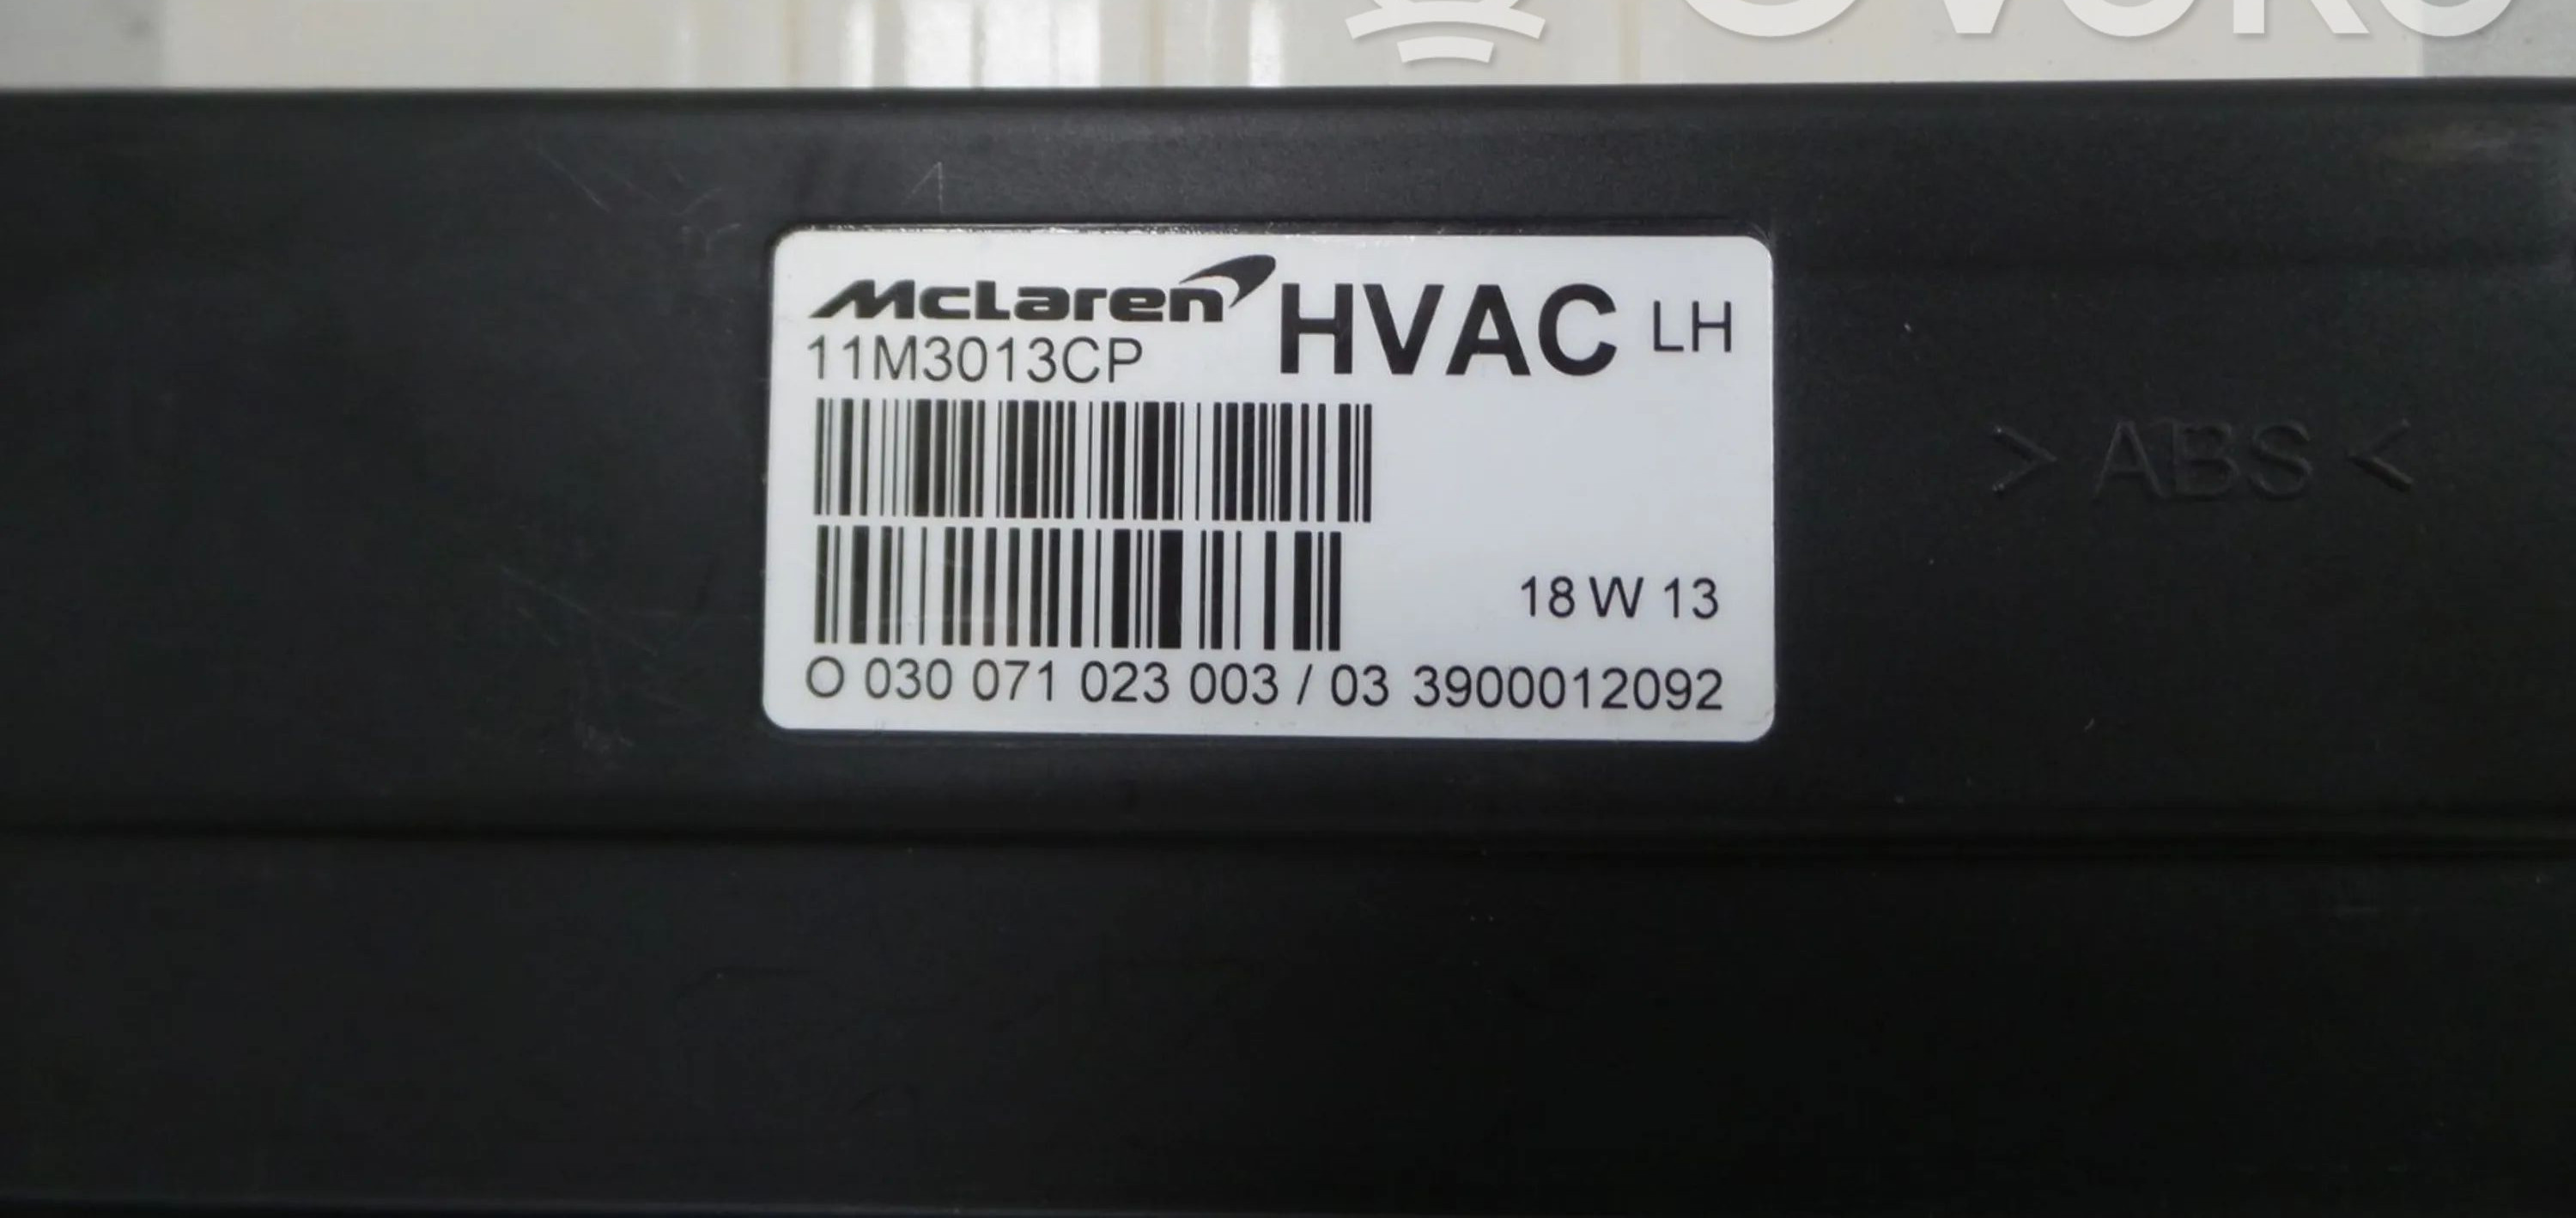 McLaren HVAC LH
11M3013CP
> ABS <
18 W 13
O 030 071 023 003 / 03 3900012092